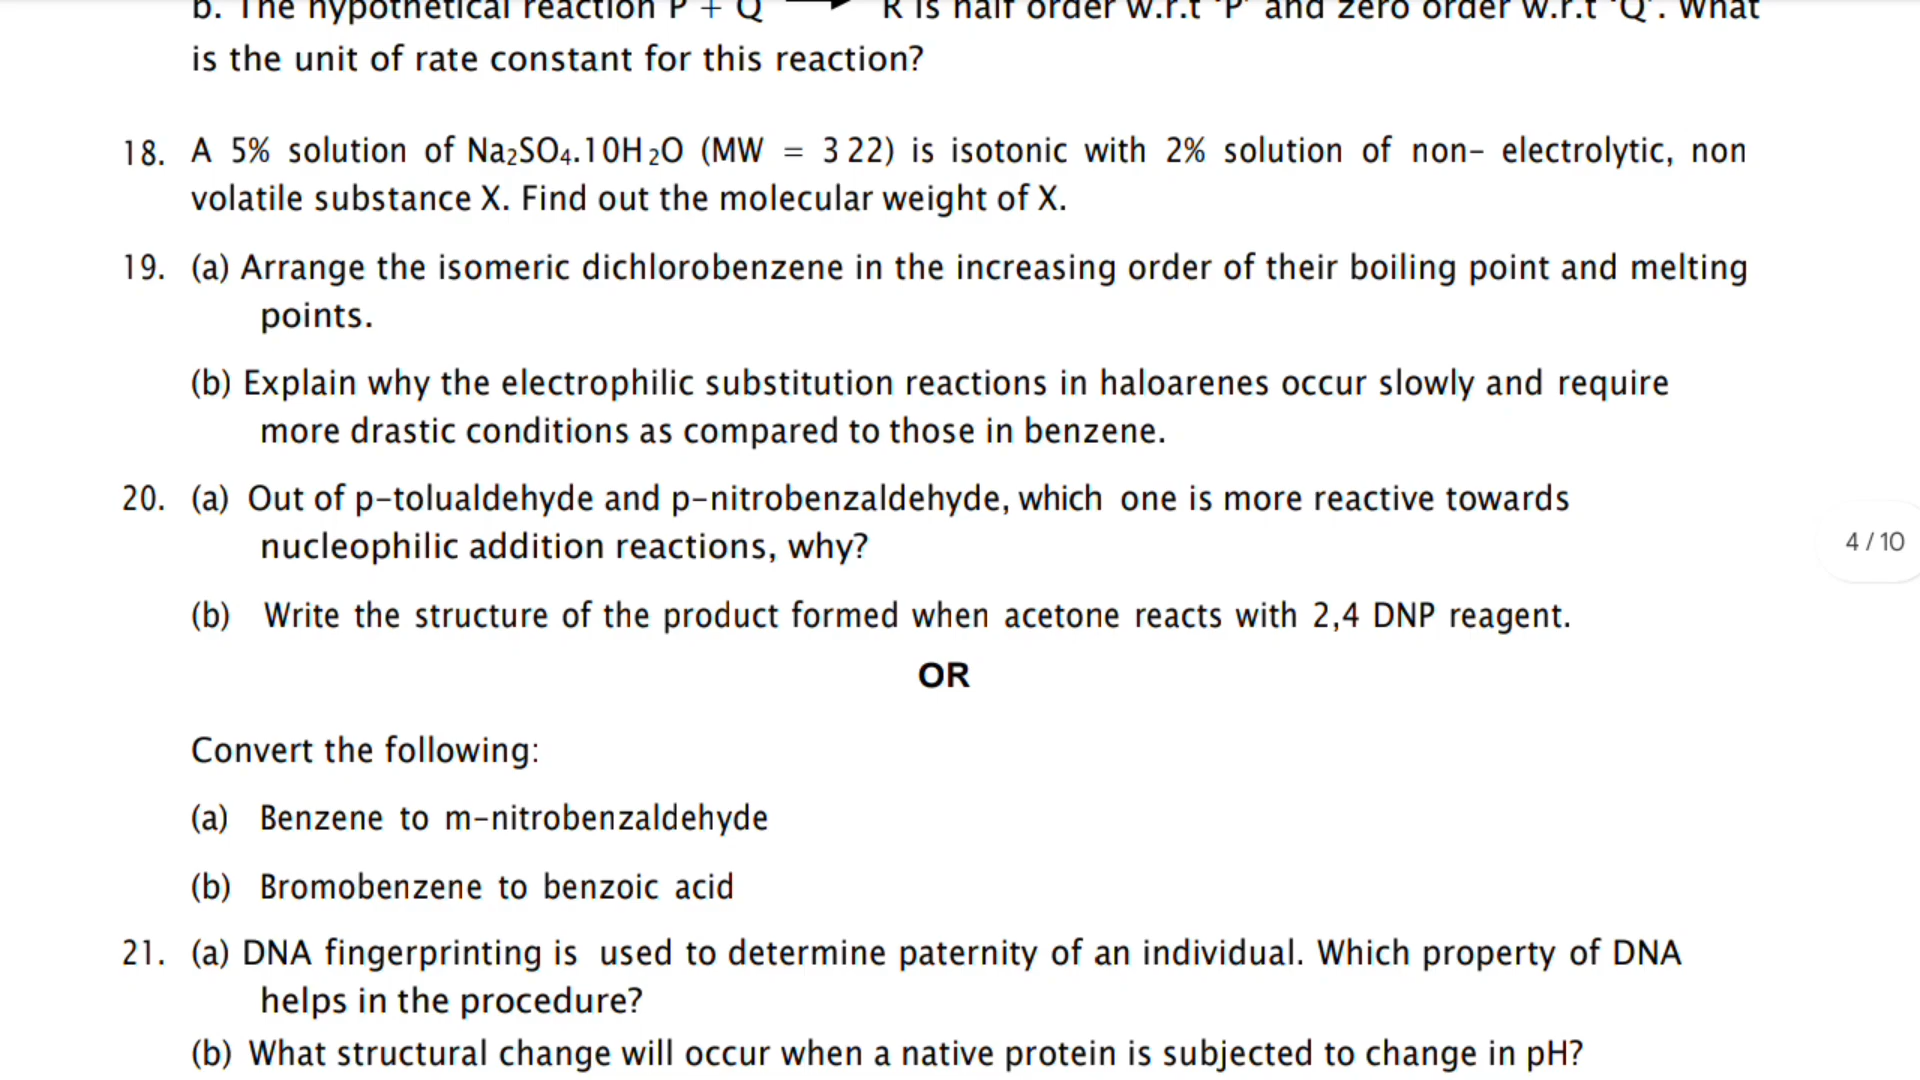 b. The hypothetical reaction P + Q ⟶ R is half order w.r.t 'P' and zero order w.r.t 'Q'. What
is the unit of rate constant for this reaction?
18. A 5% solution of Na₂SO₄.10H₂O (MW = 322) is isotonic with 2% solution of non- electrolytic, non
volatile substance X. Find out the molecular weight of X.
19. (a) Arrange the isomeric dichlorobenzene in the increasing order of their boiling point and melting
points.
(b) Explain why the electrophilic substitution reactions in haloarenes occur slowly and require
more drastic conditions as compared to those in benzene.
20. (a) Out of p-tolualdehyde and p-nitrobenzaldehyde, which one is more reactive towards
nucleophilic addition reactions, why?
4 / 10
(b) Write the structure of the product formed when acetone reacts with 2,4 DNP reagent.
OR
Convert the following:
(a) Benzene to m-nitrobenzaldehyde
(b) Bromobenzene to benzoic acid
21. (a) DNA fingerprinting is used to determine paternity of an individual. Which property of DNA
helps in the procedure?
(b) What structural change will occur when a native protein is subjected to change in pH?